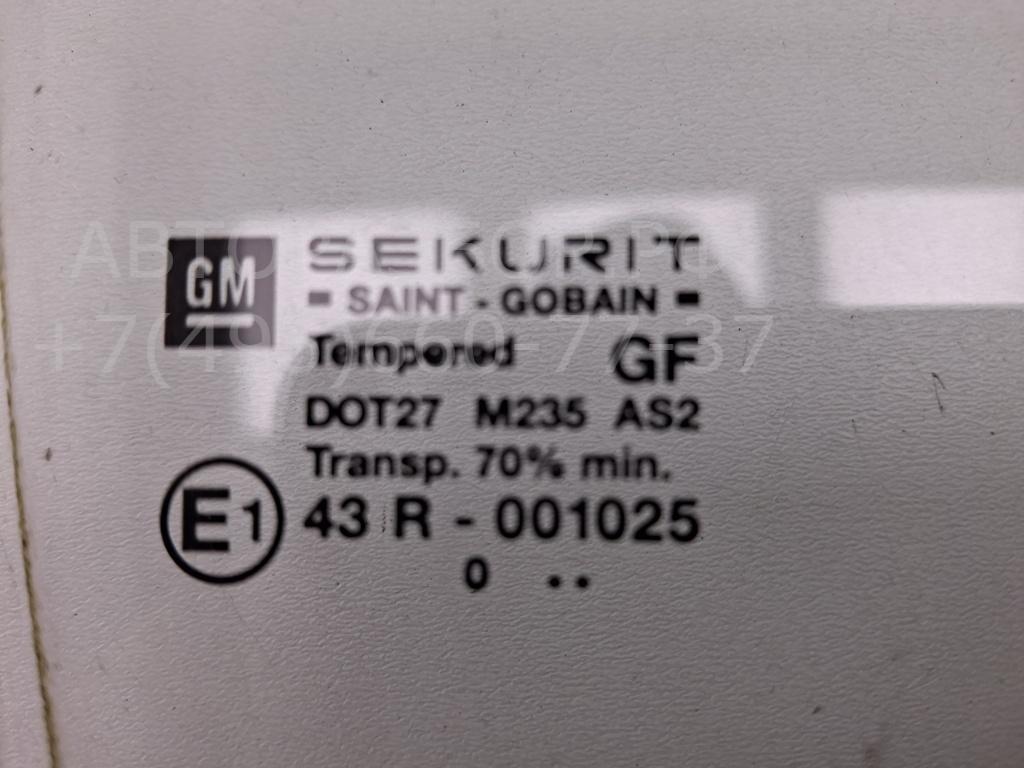 GM
SEKURIT
- SAINT - GOBAIN -
Tempered GF
DOT27 M235 AS2
Transp. 70% min.
E1 43 R - 001025
0 ..